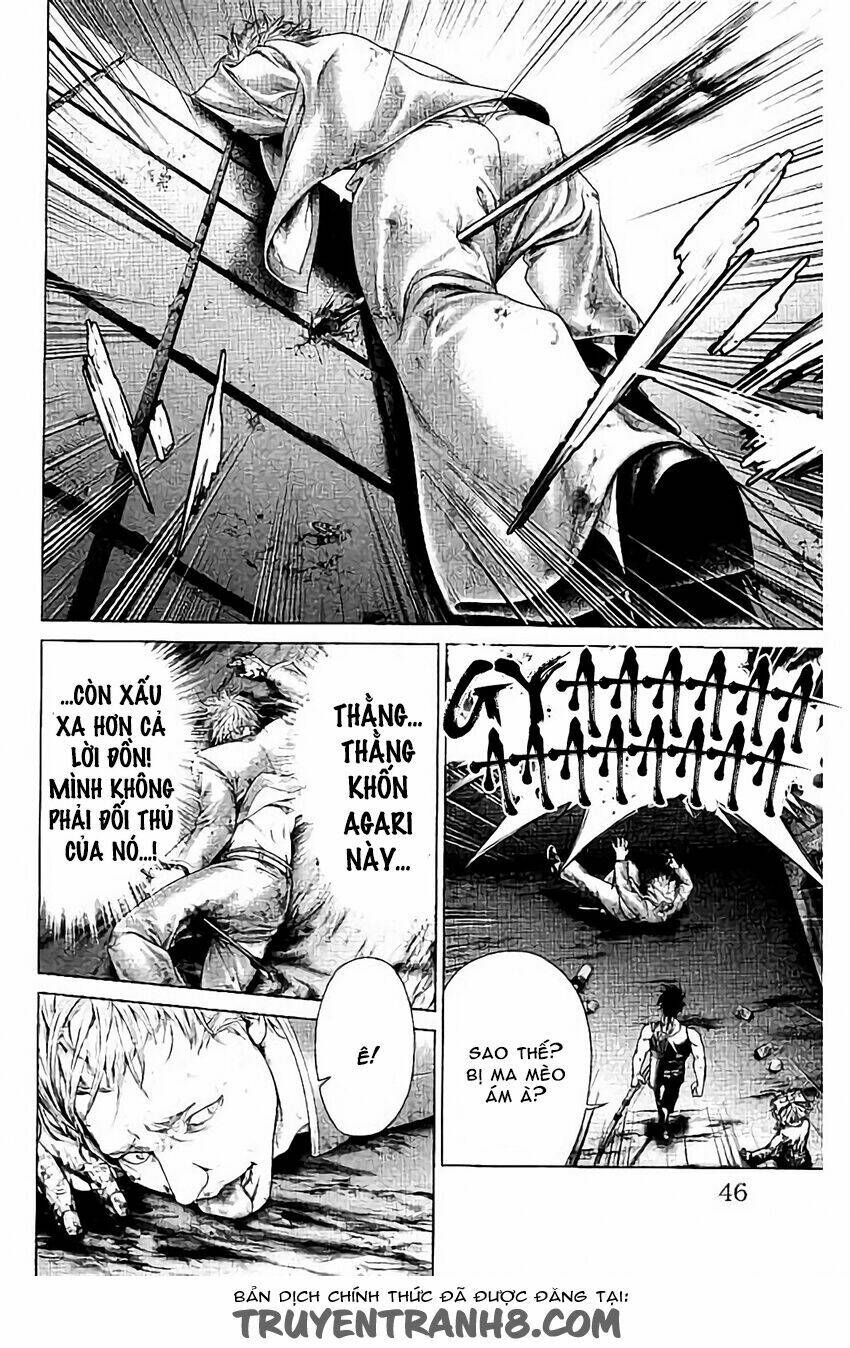 GYAAAAAA
AAAAAAAA
SAO THẾ?
BỊ MA MÈO
ÁM À?
THẰNG...
THẰNG
KHỐN
AGARI
NÀY...
...CÒN XẤU
XA HƠN CẢ
LỜI ĐỒN!
MÌNH KHÔNG
PHẢI ĐỐI THỦ
CỦA NÓ...!
Ê!
46
BẢN DỊCH CHÍNH THỨC ĐÃ ĐƯỢC ĐĂNG TẠI:
TRUYENTRANH8.COM